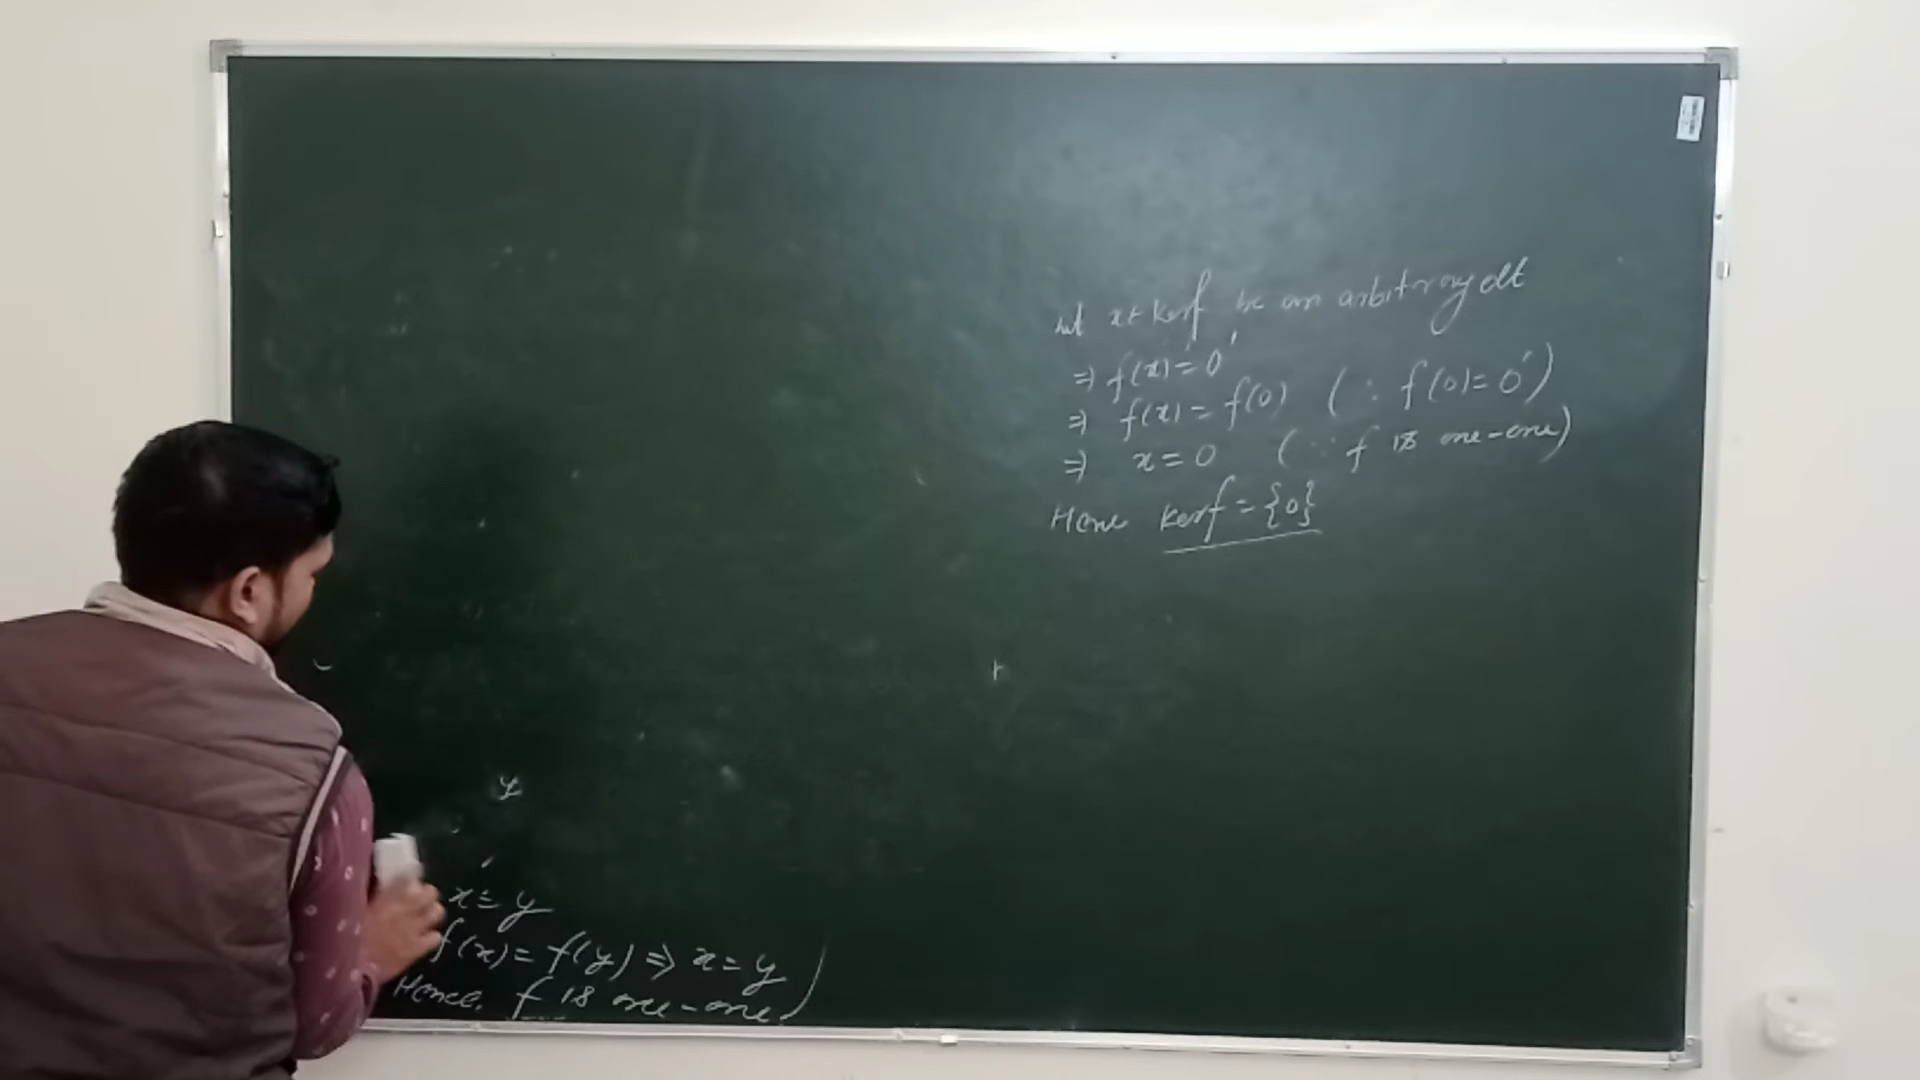 let x ∈ kerf be an arbitrary elt
⇒ f(x) = 0'
⇒ f(x) = f(0) (∵ f(0) = 0')
⇒ x = 0 (∵ f is one-one)
Hence kerf = {0}
y
x = y
f(x) = f(y) ⇒ x = y
Hence, f is one-one